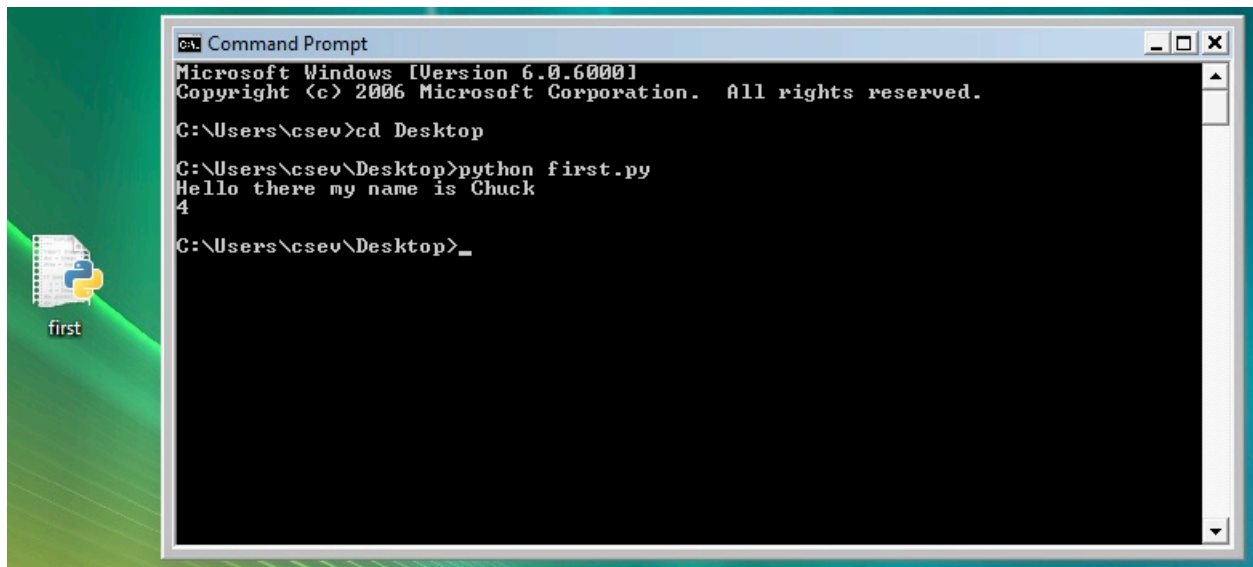 Command Prompt
Microsoft Windows [Version 6.0.6000]
Copyright (c) 2006 Microsoft Corporation.  All rights reserved.
C:\Users\csev>cd Desktop
C:\Users\csev\Desktop>python first.py
Hello there my name is Chuck
4
C:\Users\csev\Desktop>_
first